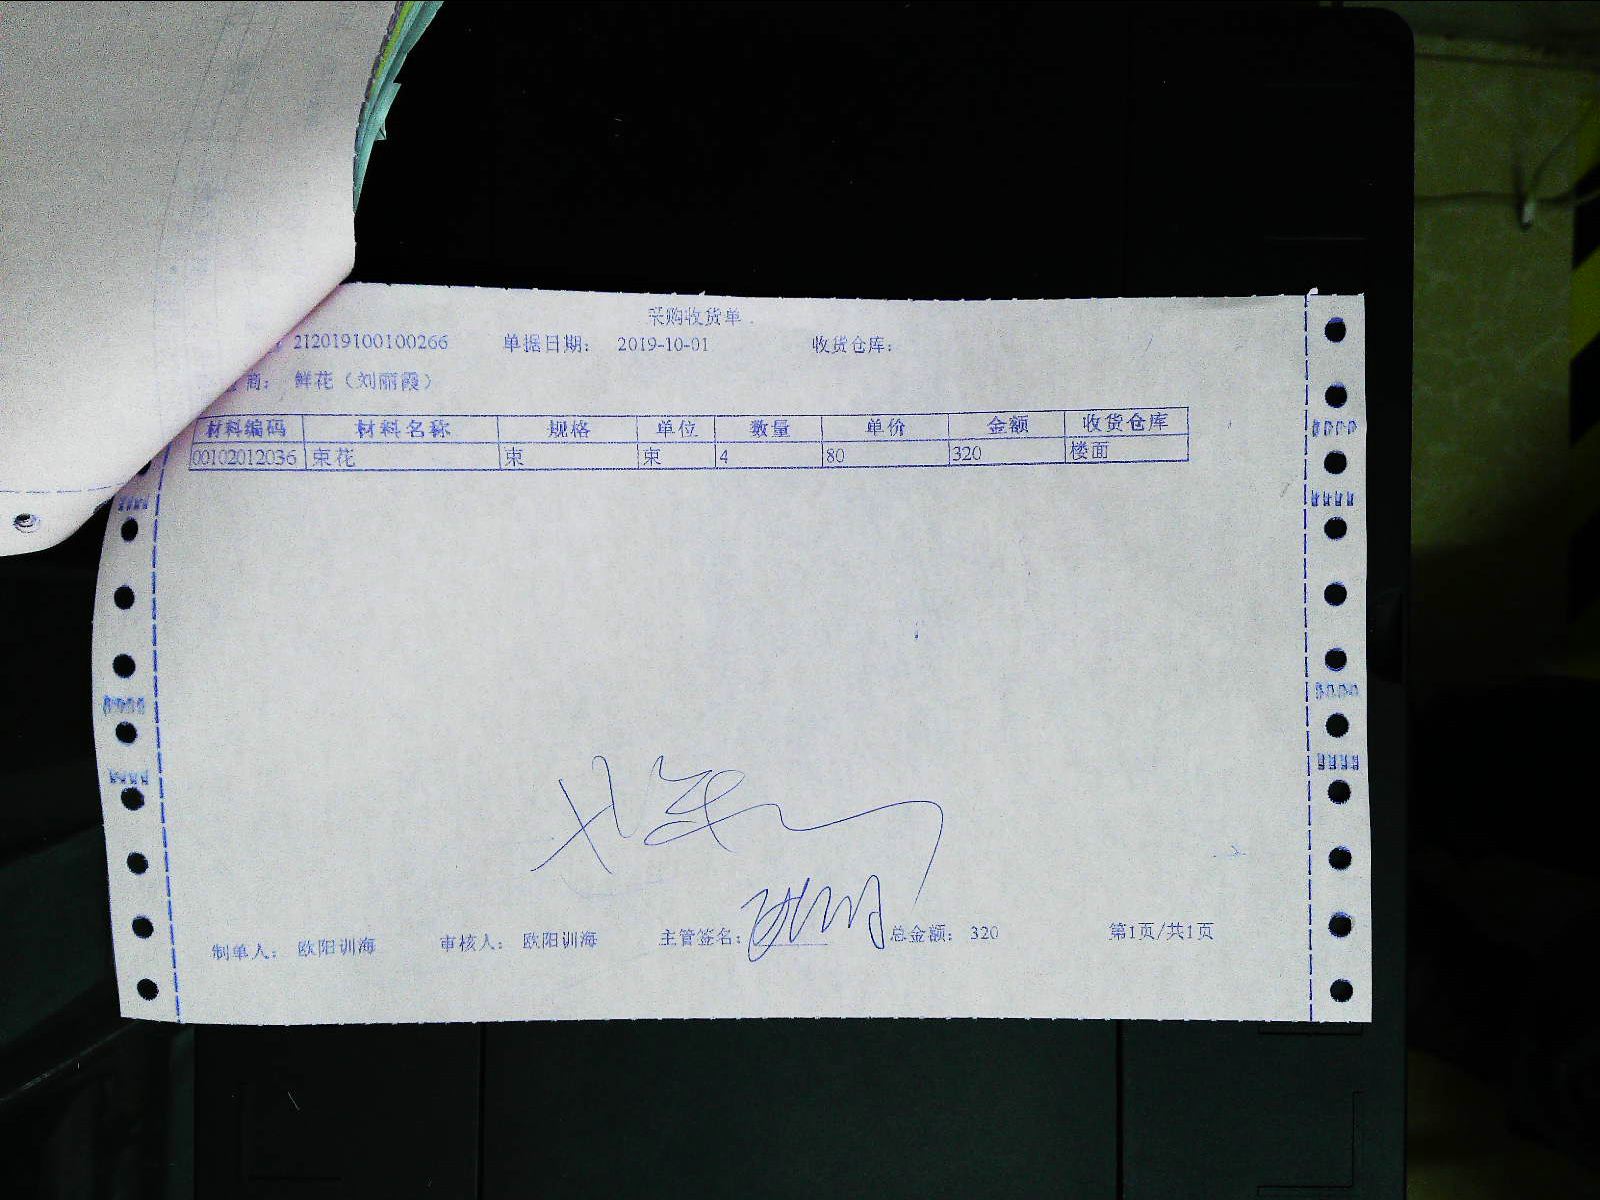 采购收货单
212019100100266 单据日期： 2019-10-01 收货仓库：
商： 鲜花（刘丽霞）
材料编码 材料名称 规格 单位 数量 单价 金额 收货仓库
00102012036 束花 束 束 4 80 320 楼面
制单人： 欧阳训海 审核人： 欧阳训海 主管签名： 总金额： 320 第1页/共1页